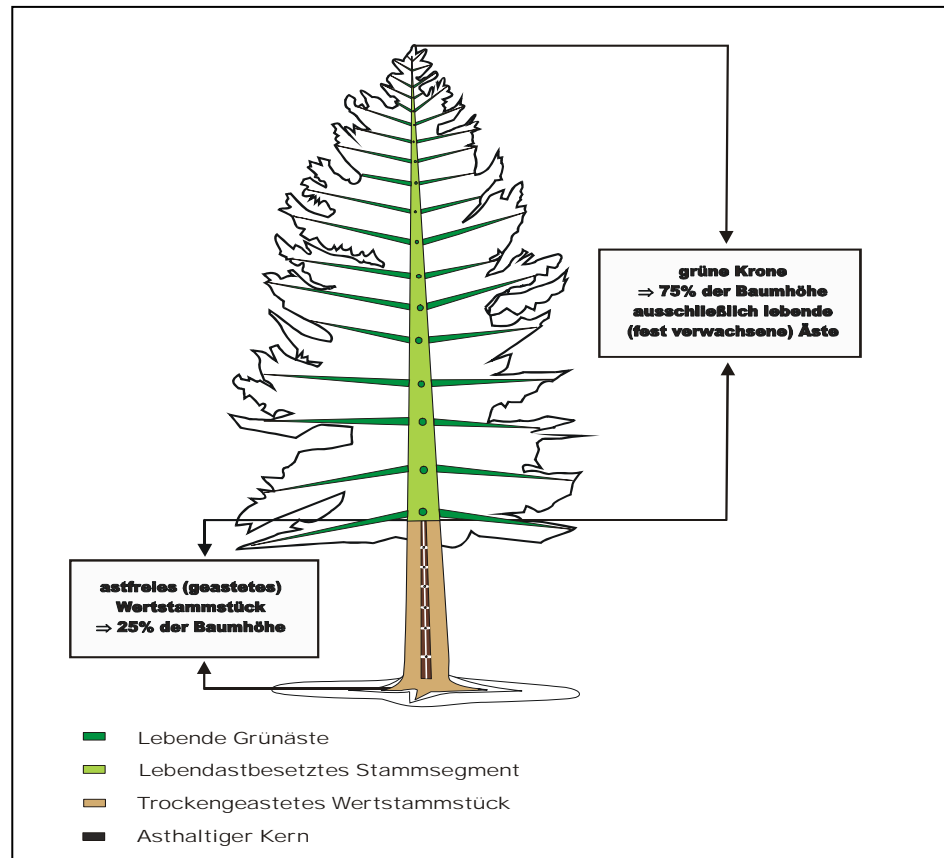 grüne Krone
⇒ 75% der Baumhöhe
ausschließlich lebende
(fest verwachsene) Äste
astfreies (geastetes)
Wertstammstück
⇒ 25% der Baumhöhe
Lebende Grünäste
Lebendastbesetztes Stammsegment
Trockengeastetes Wertstammstück
Asthaltiger Kern